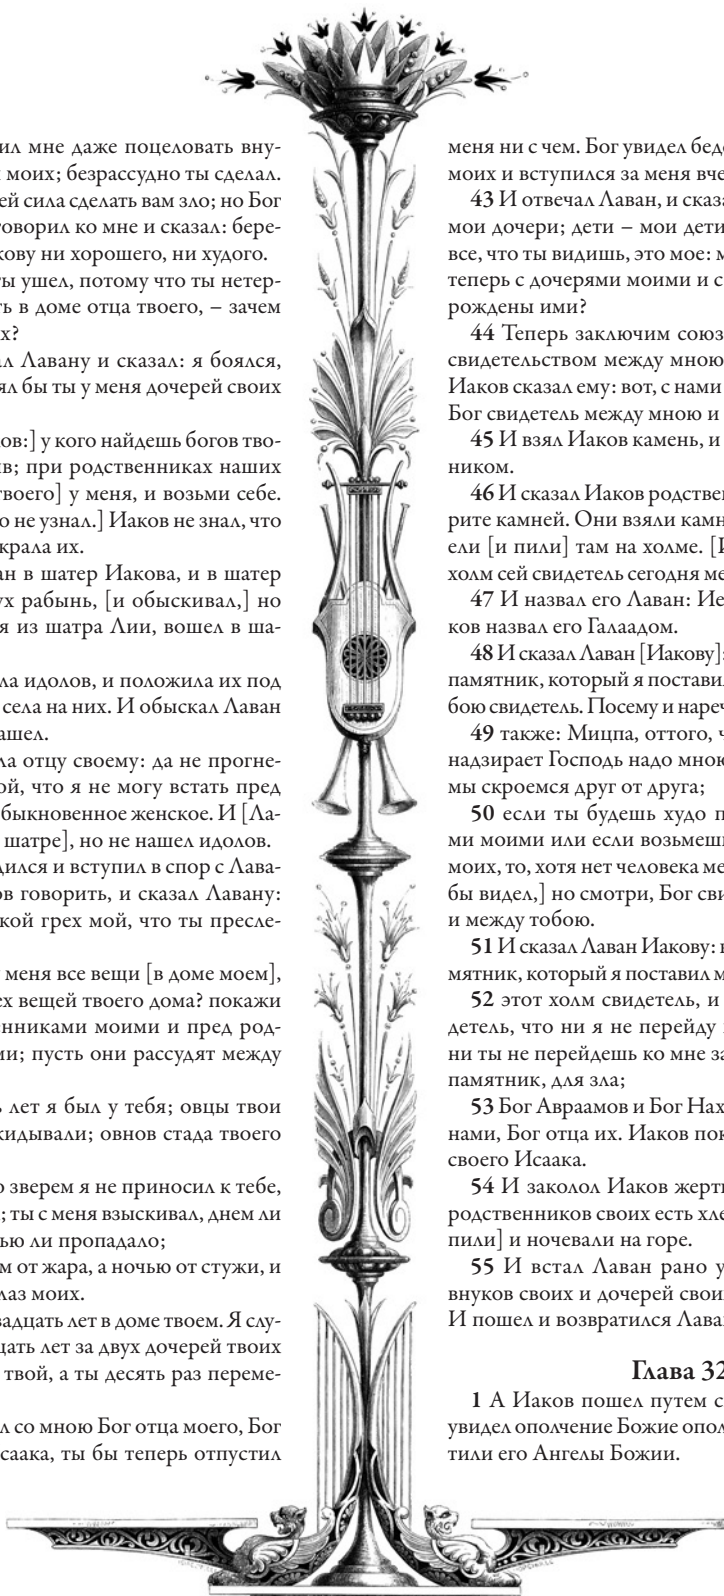 ил мне даже поцеловать вну-
моих; безрассудно ты сделал.
ей сила сделать вам зло; но Бог
говорил ко мне и сказал: бере-
кову ни хорошего, ни худого.
ты ушел, потому что ты нетер-
ть в доме отца твоего, – зачем
х?
ал Лавану и сказал: я боялся,
ял бы ты у меня дочерей своих
ов:] у кого найдешь богов тво-
в; при родственниках наших
твоего] у меня, и возьми себе.
о не узнал.] Иаков не знал, что
крала их.
ан в шатер Иакова, и в шатер
ух рабынь, [и обыскивал,] но
я из шатра Лии, вошел в ша-
ла идолов, и положила их под
села на них. И обыскал Лаван
ашел.
ла отцу своему: да не прогне-
ой, что я не могу встать пред
быкновенное женское. И [Ла-
шатре], но не нашел идолов.
дился и вступил в спор с Лава-
ов говорить, и сказал Лавану:
кой грех мой, что ты пресле-
меня все вещи [в доме моем],
ех вещей твоего дома? покажи
енниками моими и пред род-
ми; пусть они рассудят между
ь лет я был у тебя; овцы твои
кидывали; овнов стада твоего
о зверем я не приносил к тебе,
; ты с меня взыскивал, днем ли
ью ли пропадало;
м от жара, а ночью от стужи, и
лаз моих.
адцать лет в доме твоем. Я слу-
цать лет за двух дочерей твоих
твой, а ты десять раз переме-
л со мною Бог отца моего, Бог
саака, ты бы теперь отпустил
меня ни с чем. Бог увидел бед
моих и вступился за меня вче
43 И отвечал Лаван, и сказа
мои дочери; дети – мои дети
все, что ты видишь, это мое: м
теперь с дочерями моими и с
рождены ими?
44 Теперь заключим союз
свидетельством между мною
Иаков сказал ему: вот, с нами
Бог свидетель между мною и
45 И взял Иаков камень, и
ником.
46 И сказал Иаков родствен
рите камней. Они взяли камн
ели [и пили] там на холме. [И
холм сей свидетель сегодня ме
47 И назвал его Лаван: Ие
ков назвал его Галаадом.
48 И сказал Лаван [Иакову]:
памятник, который я поставил
бою свидетель. Посему и нареч
49 также: Мицпа, оттого, ч
надзирает Господь надо мною
мы скроемся друг от друга;
50 если ты будешь худо п
ми моими или если возьмешь
моих, то, хотя нет человека ме
бы видел,] но смотри, Бог сви
и между тобою.
51 И сказал Лаван Иакову: в
мятник, который я поставил м
52 этот холм свидетель, и
детель, что ни я не перейду
ни ты не перейдешь ко мне за
памятник, для зла;
53 Бог Авраамов и Бог Нах
нами, Бог отца их. Иаков пок
своего Исаака.
54 И заколол Иаков жертв
родственников своих есть хле
пили] и ночевали на горе.
55 И встал Лаван рано у
внуков своих и дочерей свои
И пошел и возвратился Лаван
Глава 32
1 А Иаков пошел путем с
увидел ополчение Божие ополч
тили его Ангелы Божии.